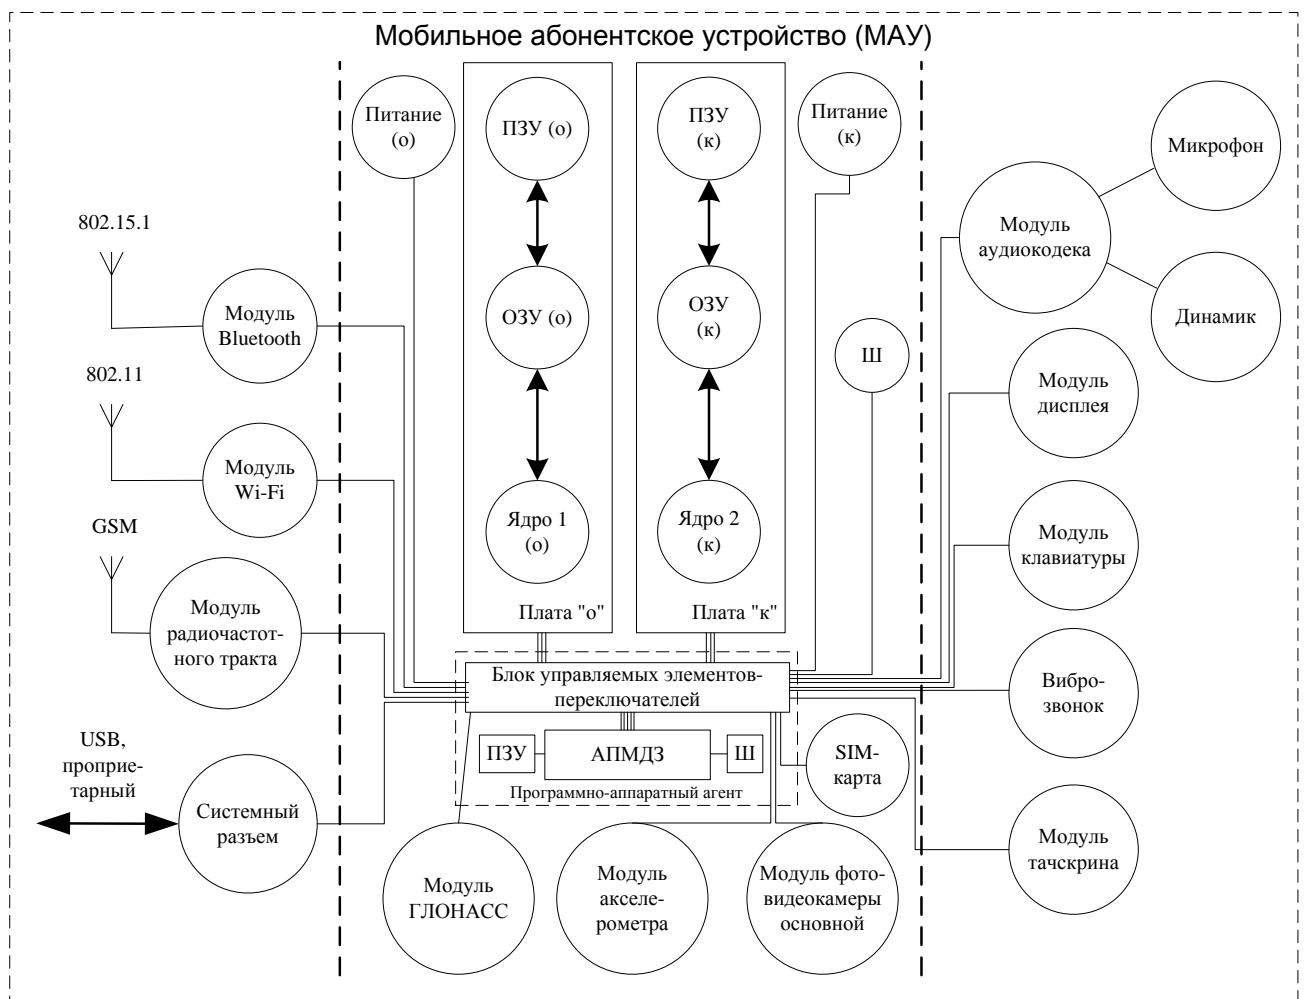 Мобильное абонентское устройство (МАУ)
Питание
(о)
ПЗУ (о)
ПЗУ
(к)
Питание
(к)
Микрофон
Модуль
аудиокодека
Динамик
802.15.1
Модуль
Bluetooth
ОЗУ (о)
ОЗУ
(к)
Ш
Модуль
дисплея
802.11
Модуль
Wi-Fi
Ядро 1
(о)
Ядро 2
(к)
Модуль
клавиатуры
GSM
Модуль
радиочастот-
ного тракта
Плата "о"
Плата "к"
Блок управляемых элементов-
переключателей
Вибро-
звонок
ПЗУ
АПМДЗ
Ш
Программно-аппаратный агент
SIM-
карта
USB,
проприе-
тарный
Системный
разъем
Модуль
тачскрина
Модуль
ГЛОНАСС
Модуль
акселе-
рометра
Модуль фото-
видеокамеры
основной